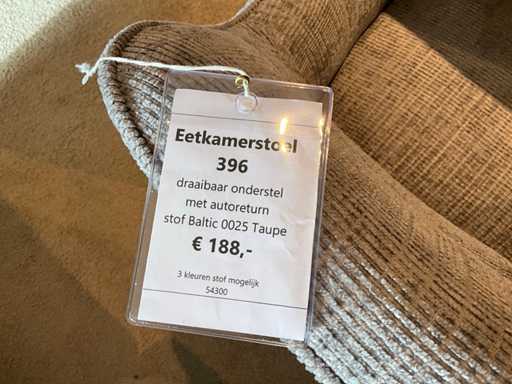 Eetkamerstoel
396
draaibaar onderstel
met autoreturn
stof Baltic 0025 Taupe
€ 188,-
3 kleuren stof mogelijk
54300